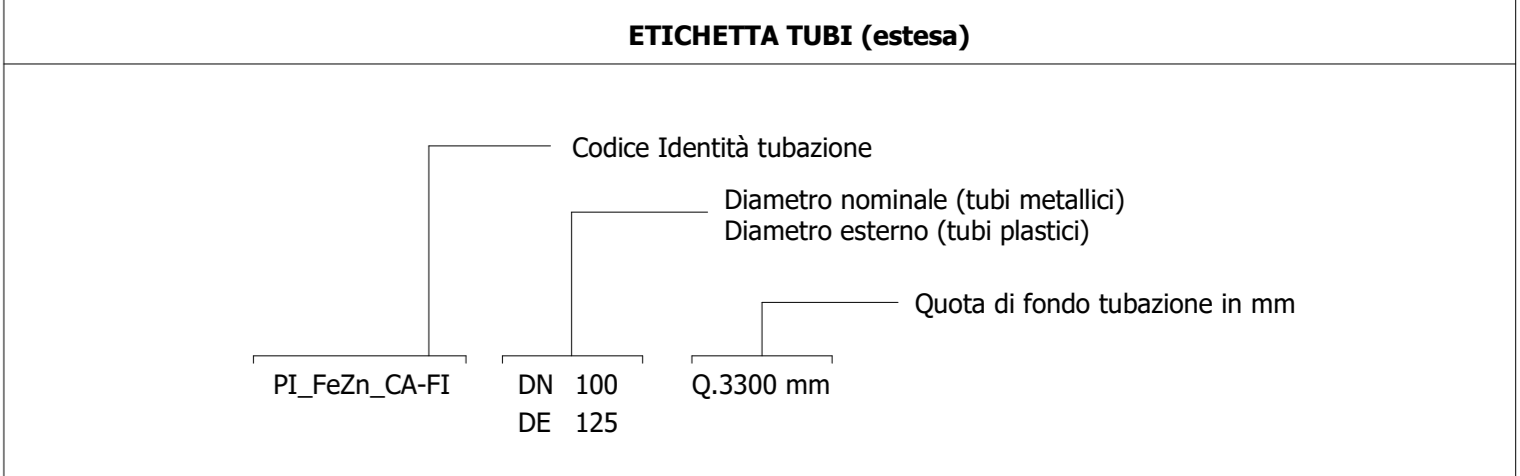 ETICHETTA TUBI (estesa)
Codice Identità tubazione
Diametro nominale (tubi metallici)
Diametro esterno (tubi plastici)
Quota di fondo tubazione in mm
PI_FeZn_CA-FI DN 100 Q.3300 mm
DE 125